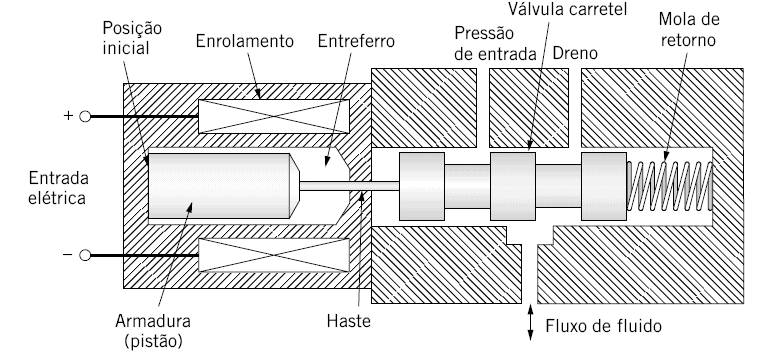 Posição
inicial
Enrolamento
Entreferro
Válvula carretel
Pressão
de entrada
Dreno
Mola de
retorno
+
Entrada
elétrica
–
Armadura
(pistão)
Haste
Fluxo de fluido